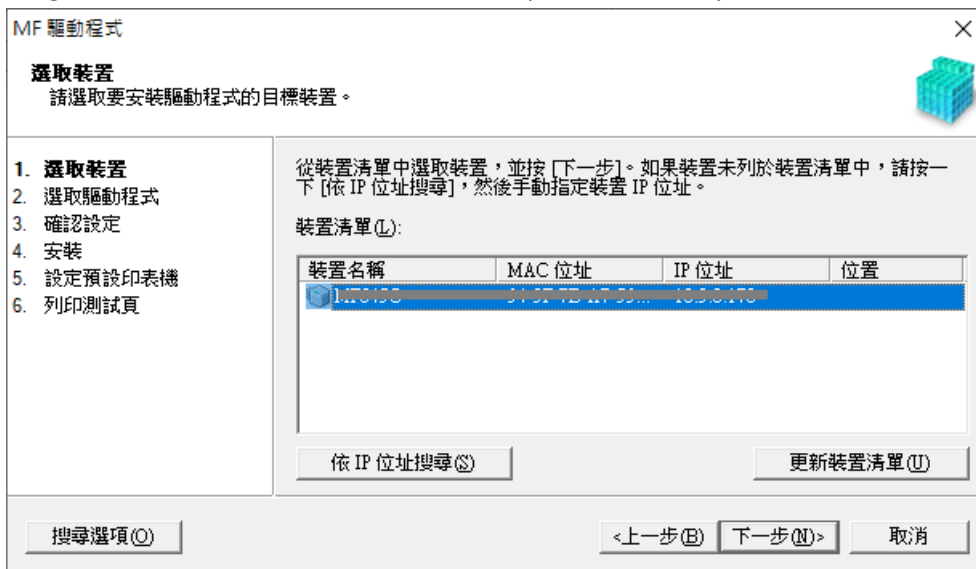 MF 驅動程式
選取裝置
請選取要安裝驅動程式的目標裝置。
1. 選取裝置
2. 選取驅動程式
3. 確認設定
4. 安裝
5. 設定預設印表機
6. 列印測試頁
從裝置清單中選取裝置，並按 [下一步]。如果裝置未列於裝置清單中，請按一
下 [依 IP 位址搜尋]，然後手動指定裝置 IP 位址。
裝置清單(L):
裝置名稱 MAC 位址 IP 位址 位置
依 IP 位址搜尋(S) 更新裝置清單(U)
搜尋選項(O) <上一步(B) 下一步(N)> 取消